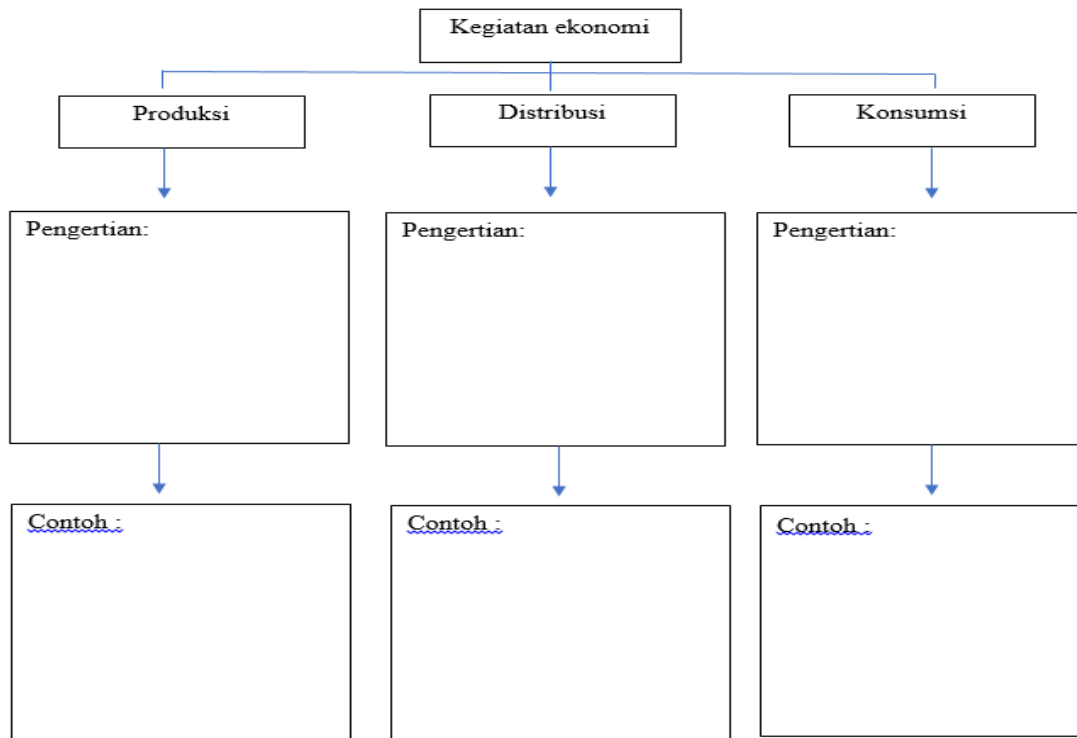 Kegiatan ekonomi
Produksi
Distribusi
Konsumsi
Pengertian:
Pengertian:
Pengertian:
Contoh :
Contoh :
Contoh :